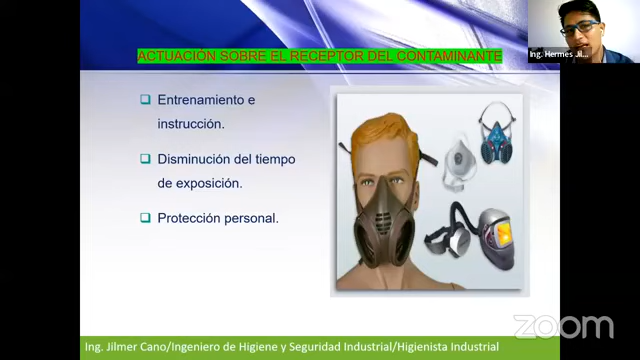 ACTUACIÓN SOBRE EL RECEPTOR DEL CONTAMINANTE
Ing. Hermes Jil...
Entrenamiento e
instrucción.
Disminución del tiempo
de exposición.
Protección personal.
zoom
Ing. Jilmer Cano/Ingeniero de Higiene y Seguridad Industrial/Higienista Industrial